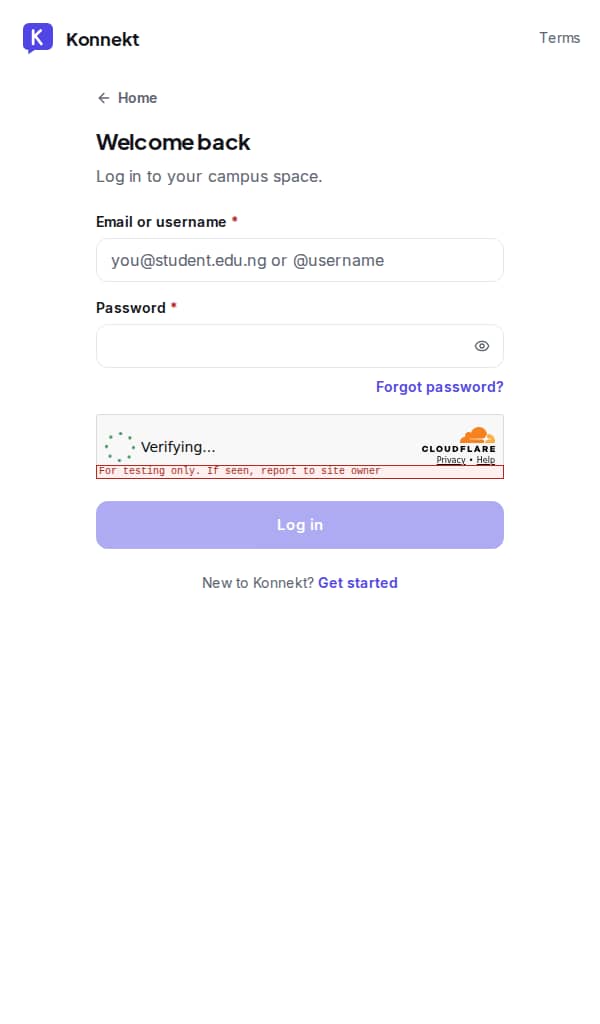 Konnekt
Terms
Home
Welcome back
Log in to your campus space.
Email or username *
you@student.edu.ng or @username
Password *
Forgot password?
Verifying...
CLOUDFLARE
Privacy • Help
For testing only. If seen, report to site owner
Log in
New to Konnekt? Get started